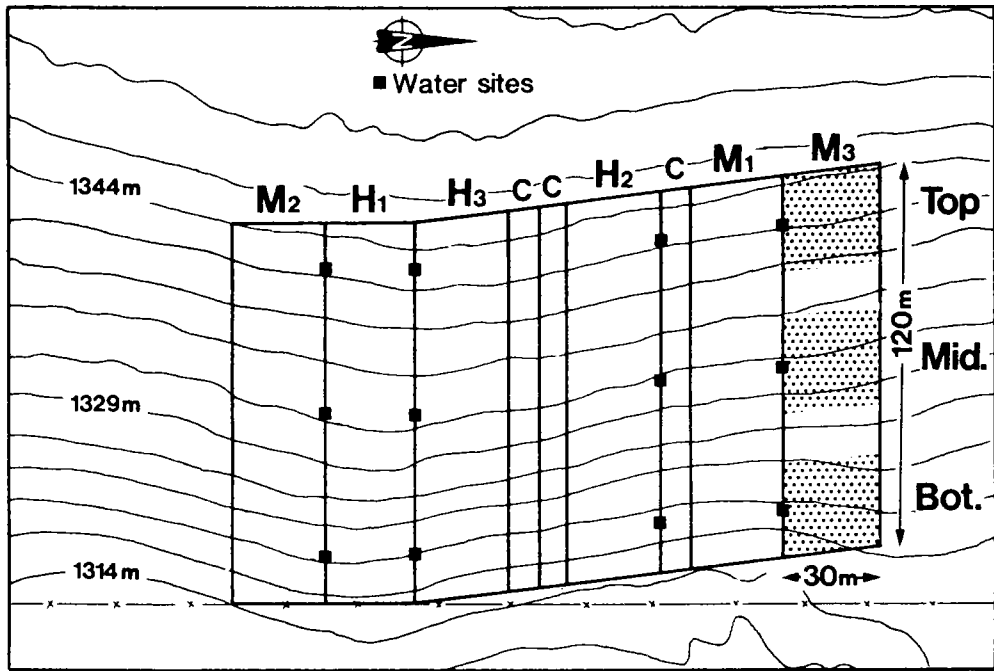 N
■ Water sites
1344m
M2 H1 H3 C C H2 C M1 M3
Top
120m
Mid.
1329m
Bot.
1314m
30m